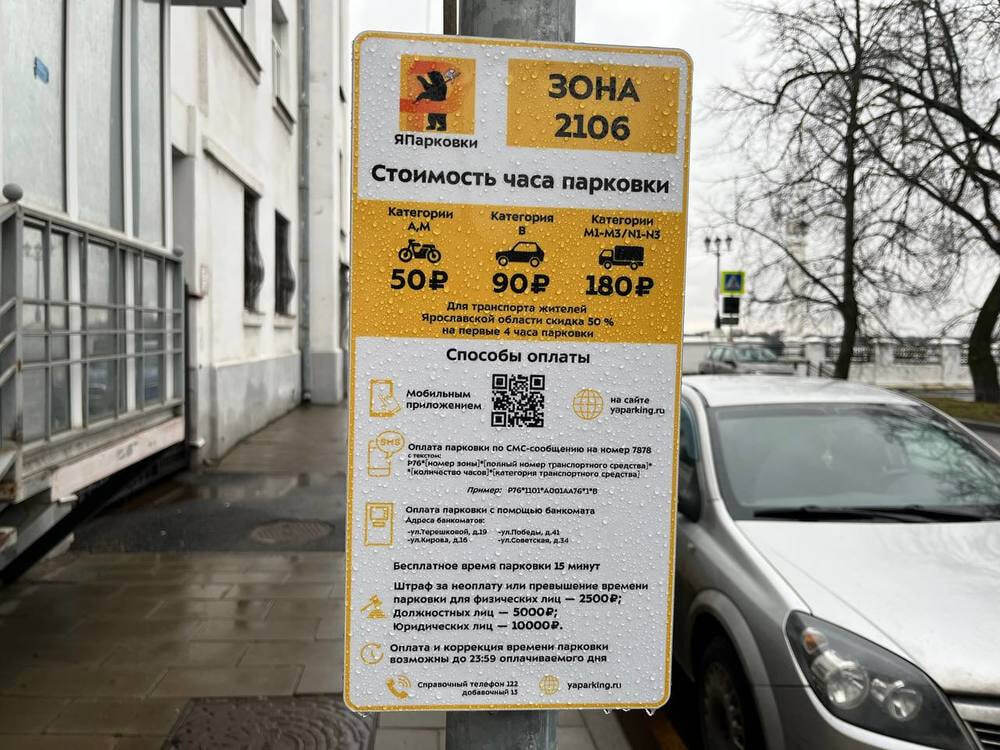 ЯПарковки
ЗОНА
2106
Стоимость часа парковки
Категории
А,М
50₽
Категория
В
90₽
Категории
М1-М3/N1-N3
180₽
Для транспорта жителей
Ярославской области скидка 50 %
на первые 4 часа парковки
Способы оплаты
Мобильным
приложением
на сайте
yaparking.ru
SMS
Оплата парковки по СМС-сообщению на номер 7878
с текстом:
Р76*[номер зоны]*[полный номер транспортного средства]*
*[количество часов]*[категория транспортного средства]
Пример: Р76*1101*А001АА76*1*В
Оплата парковки с помощью банкомата
Адреса банкоматов:
-ул.Терешковой, д.19 -ул.Победы, д.41
-ул.Кирова, д.16 -ул.Советская, д.34
Бесплатное время парковки 15 минут
Штраф за неоплату или превышение времени
парковки для физических лиц — 2500₽;
Должностных лиц — 5000₽;
Юридических лиц — 10000₽.
Оплата и коррекция времени парковки
возможны до 23:59 оплачиваемого дня
Справочный телефон 122
добавочный 13
yaparking.ru